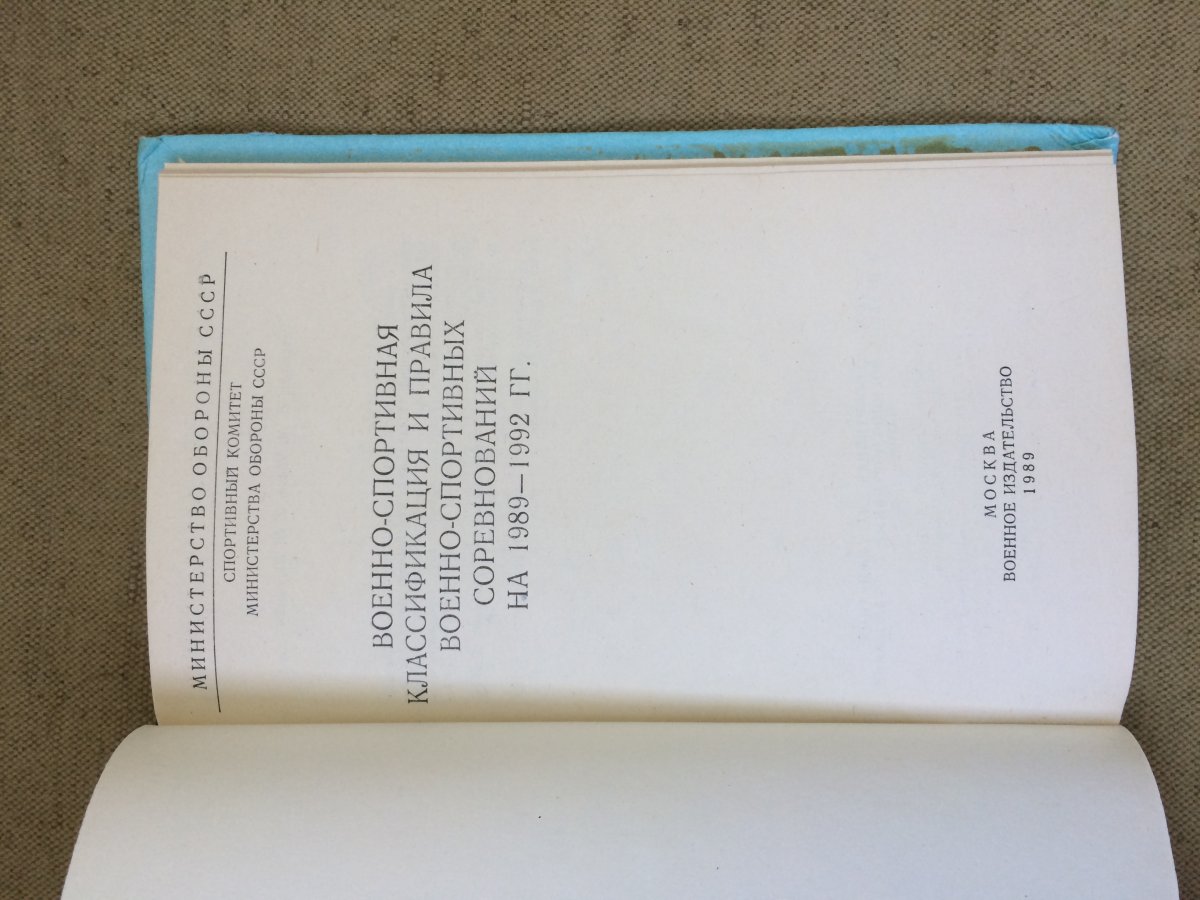 МИНИСТЕРСТВО ОБОРОНЫ СССР
СПОРТИВНЫЙ КОМИТЕТ
МИНИСТЕРСТВА ОБОРОНЫ СССР
ВОЕННО-СПОРТИВНАЯ
КЛАССИФИКАЦИЯ И ПРАВИЛА
ВОЕННО-СПОРТИВНЫХ
СОРЕВНОВАНИЙ
НА 1989—1992 ГГ.
МОСКВА
ВОЕННОЕ ИЗДАТЕЛЬСТВО
1989